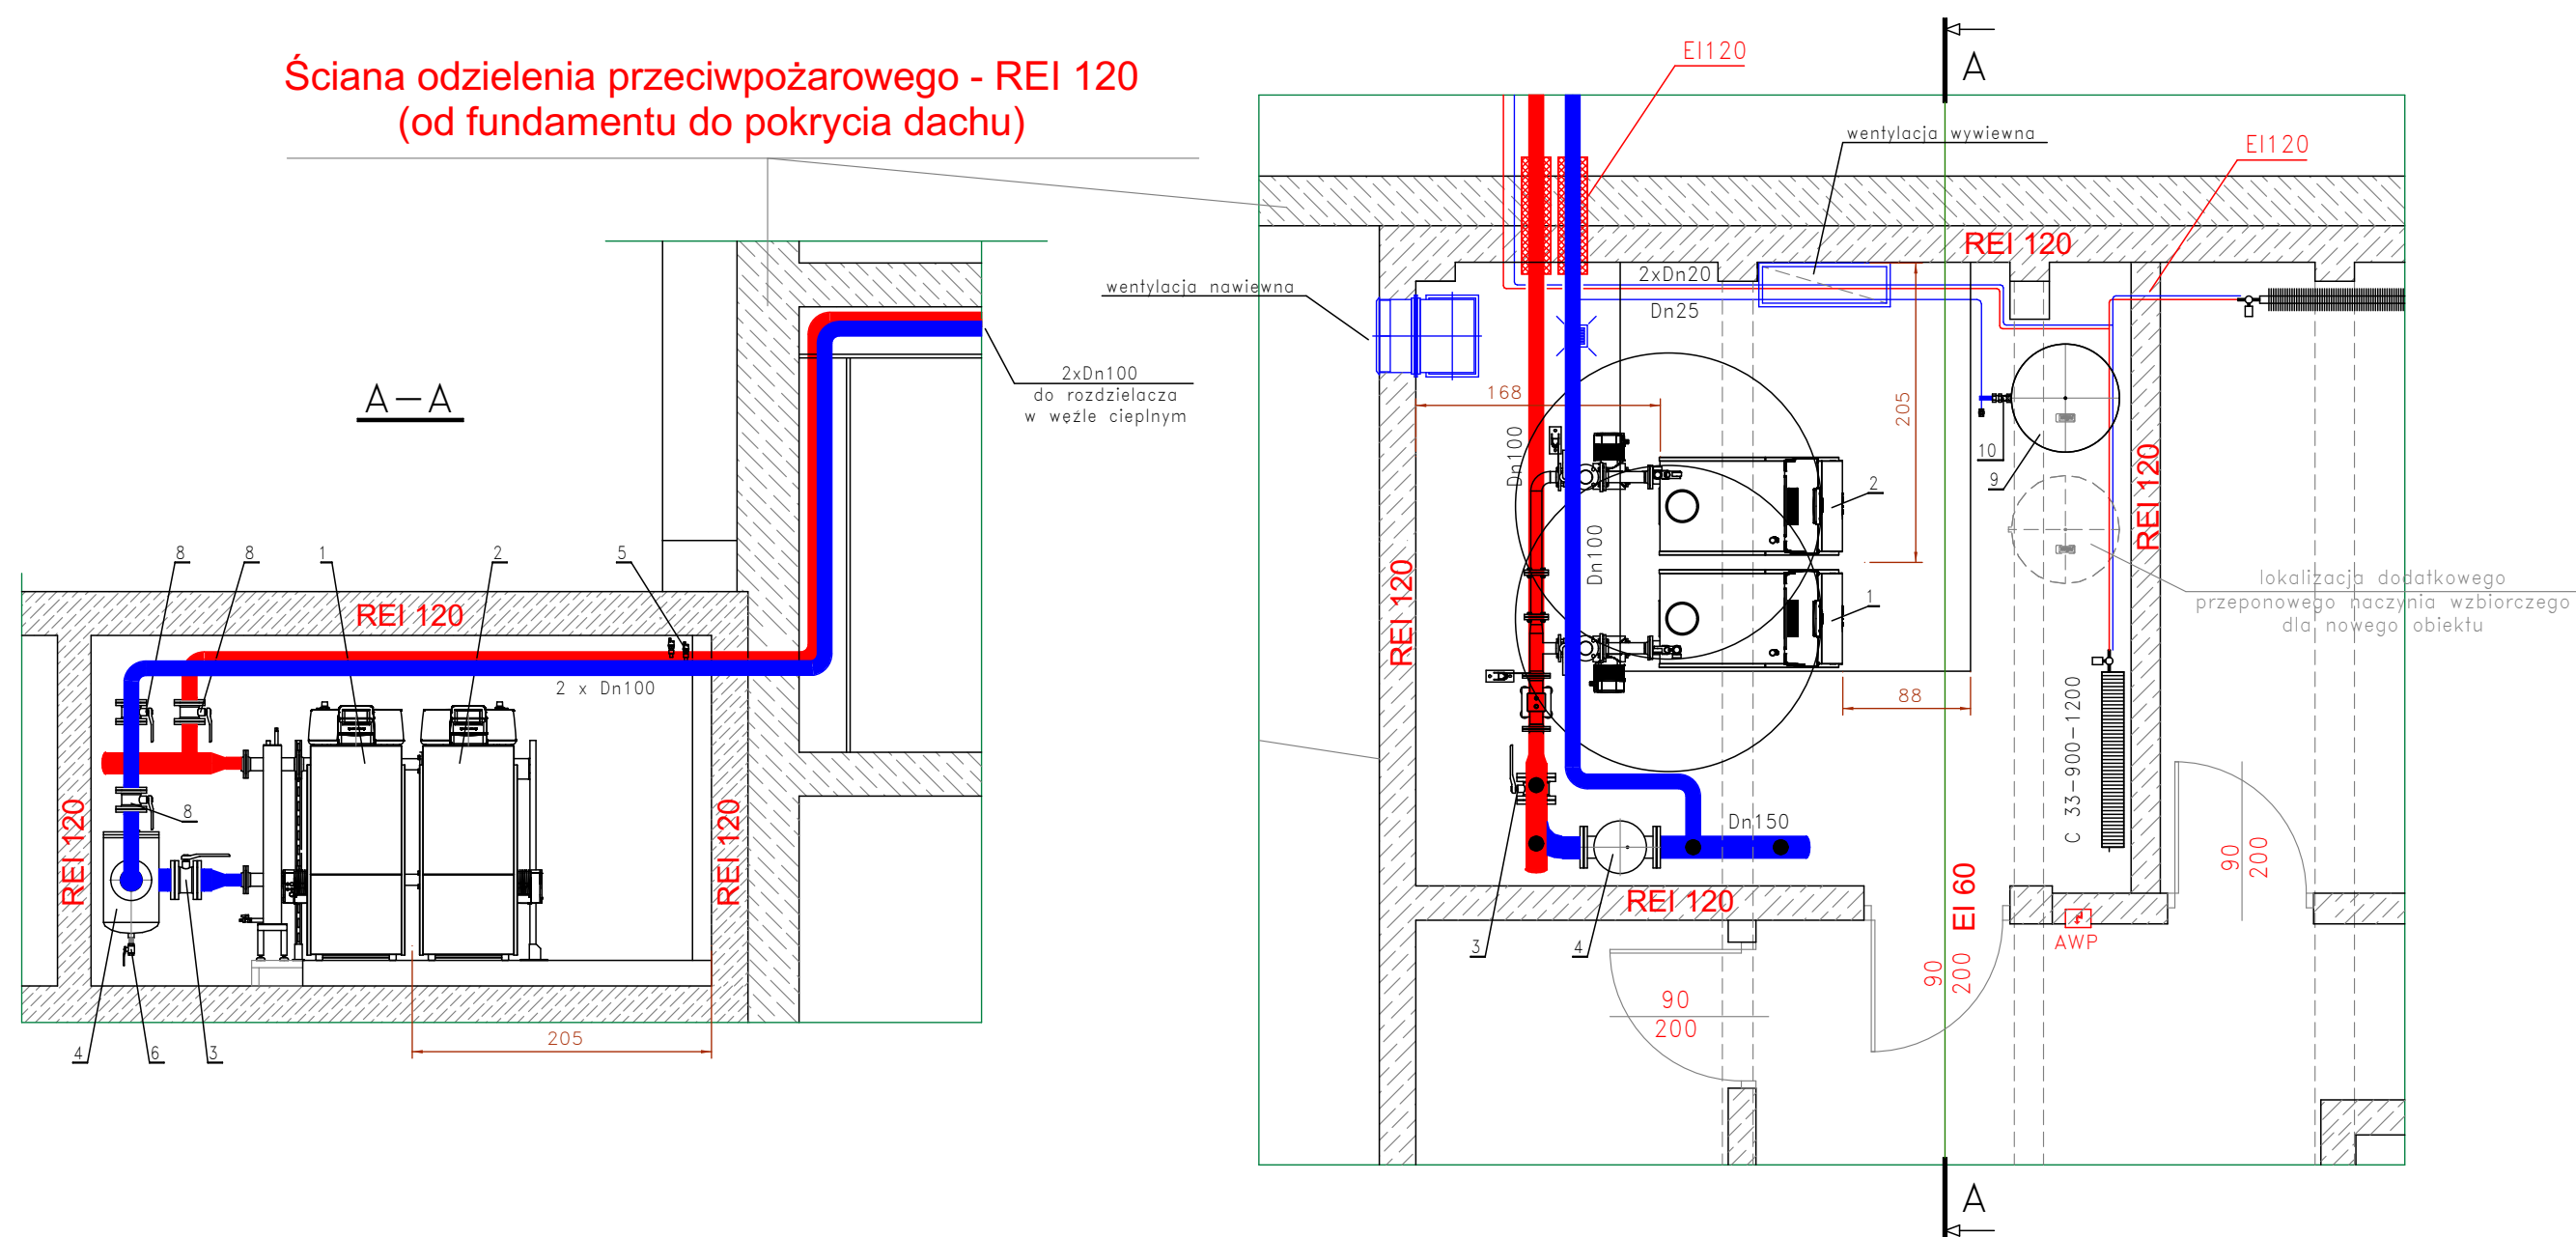 Ściana odzielenia przeciwpożarowego - REI 120
(od fundamentu do pokrycia dachu)
A-A
2xDn100
do rozdzielacza
w węźle cieplnym
8
8
1
2
5
REI 120
2 x Dn100
8
REI 120
REI 120
205
4
6
3
A
EI120
wentylacja wywiewna
EI120
REI 120
wentylacja nawiewna
2xDn20
Dn25
168
205
Dn100
Dn100
10
9
2
1
REI 120
REI 120
lokalizacja dodatkowego
przeponowego naczynia wzbiorczego
dla nowego obiektu
88
C 33-900-1200
Dn150
3
4
REI 120
EI 60
90
200
AWP
90
200
90
200
A